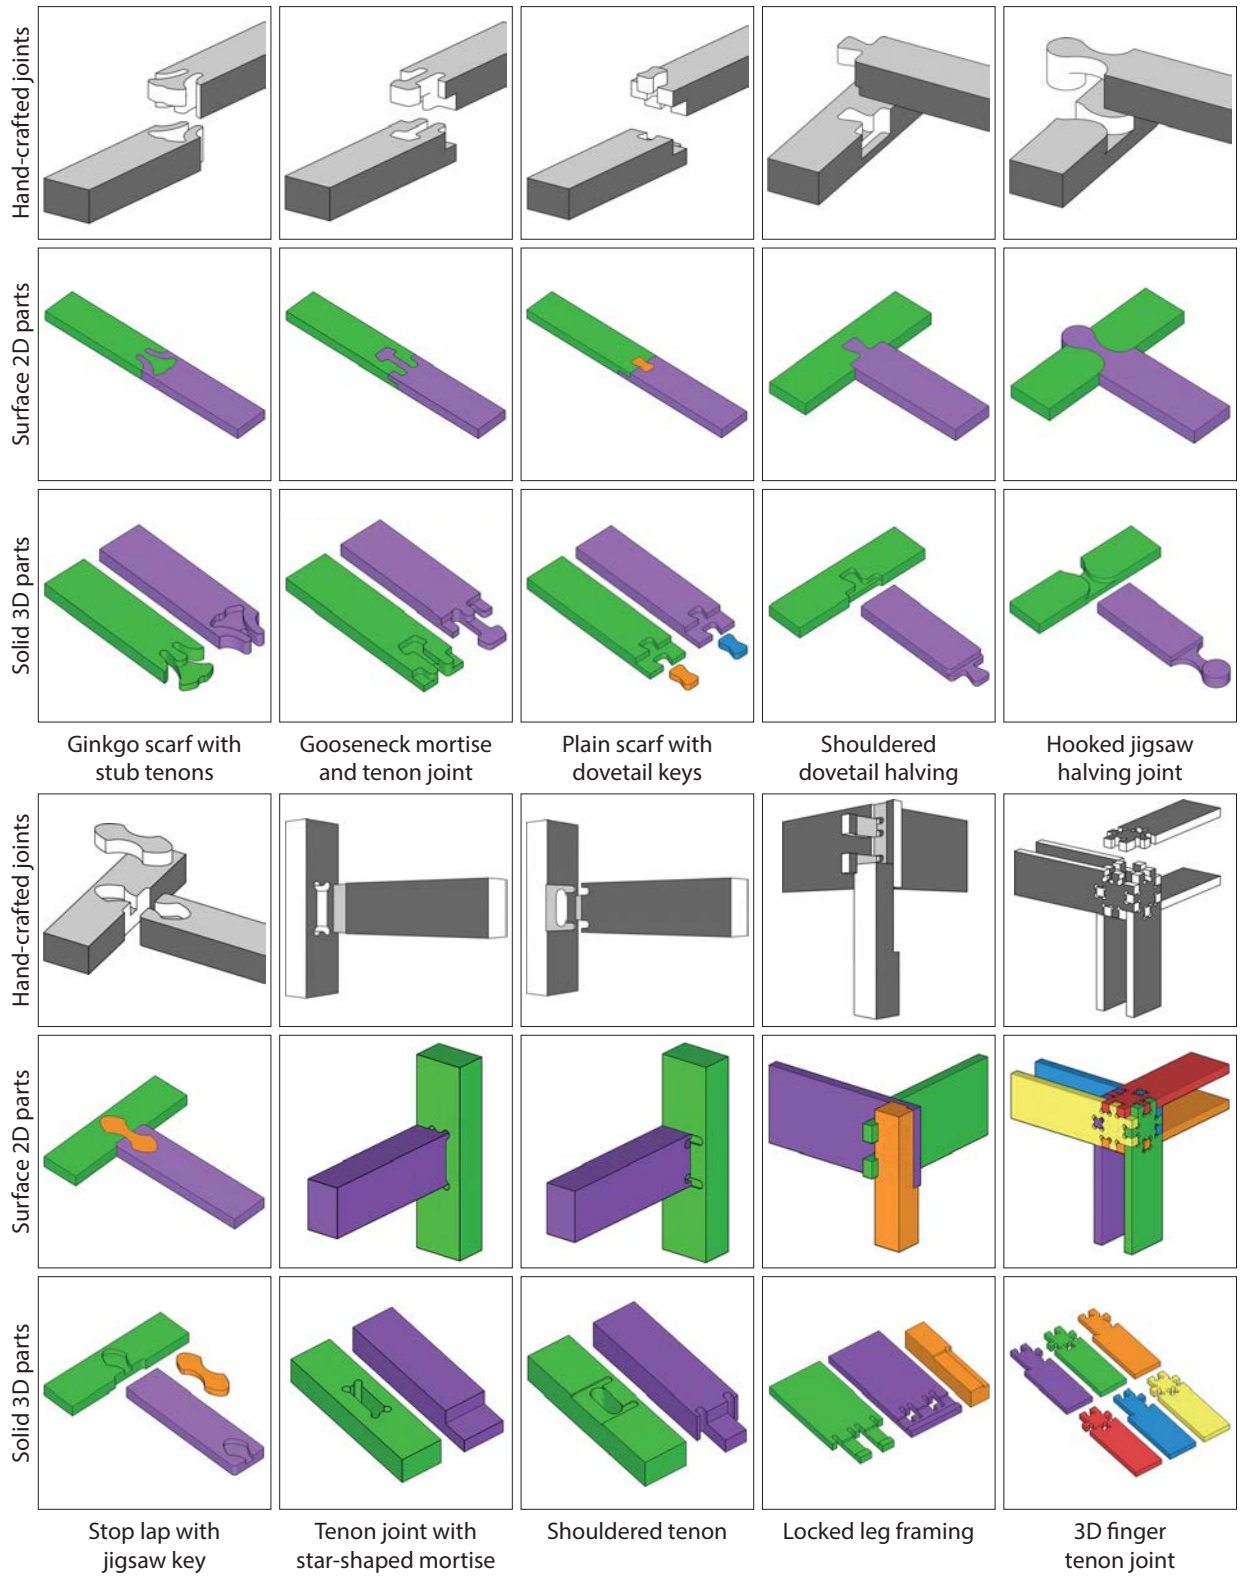 Hand-crafted joints
Surface 2D parts
Solid 3D parts
Ginkgo scarf with
stub tenons
Gooseneck mortise
and tenon joint
Plain scarf with
dovetail keys
Shouldered
dovetail halving
Hooked jigsaw
halving joint
Hand-crafted joints
Surface 2D parts
Solid 3D parts
Stop lap with
jigsaw key
Tenon joint with
star-shaped mortise
Shouldered tenon
Locked leg framing
3D finger
tenon joint